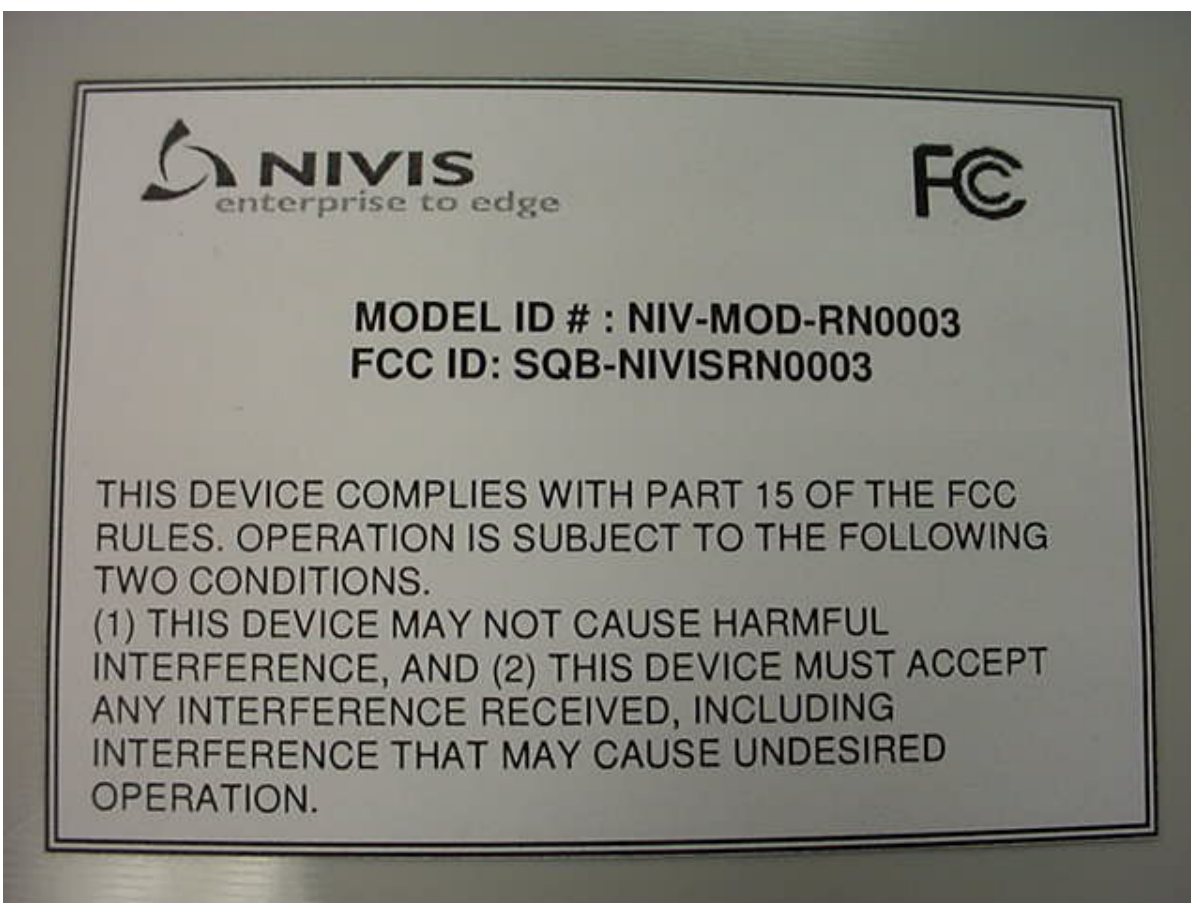 NIVIS
enterprise to edge
FC
MODEL ID # : NIV-MOD-RN0003
FCC ID: SQB-NIVISRN0003
THIS DEVICE COMPLIES WITH PART 15 OF THE FCC
RULES. OPERATION IS SUBJECT TO THE FOLLOWING
TWO CONDITIONS.
(1) THIS DEVICE MAY NOT CAUSE HARMFUL
INTERFERENCE, AND (2) THIS DEVICE MUST ACCEPT
ANY INTERFERENCE RECEIVED, INCLUDING
INTERFERENCE THAT MAY CAUSE UNDESIRED
OPERATION.